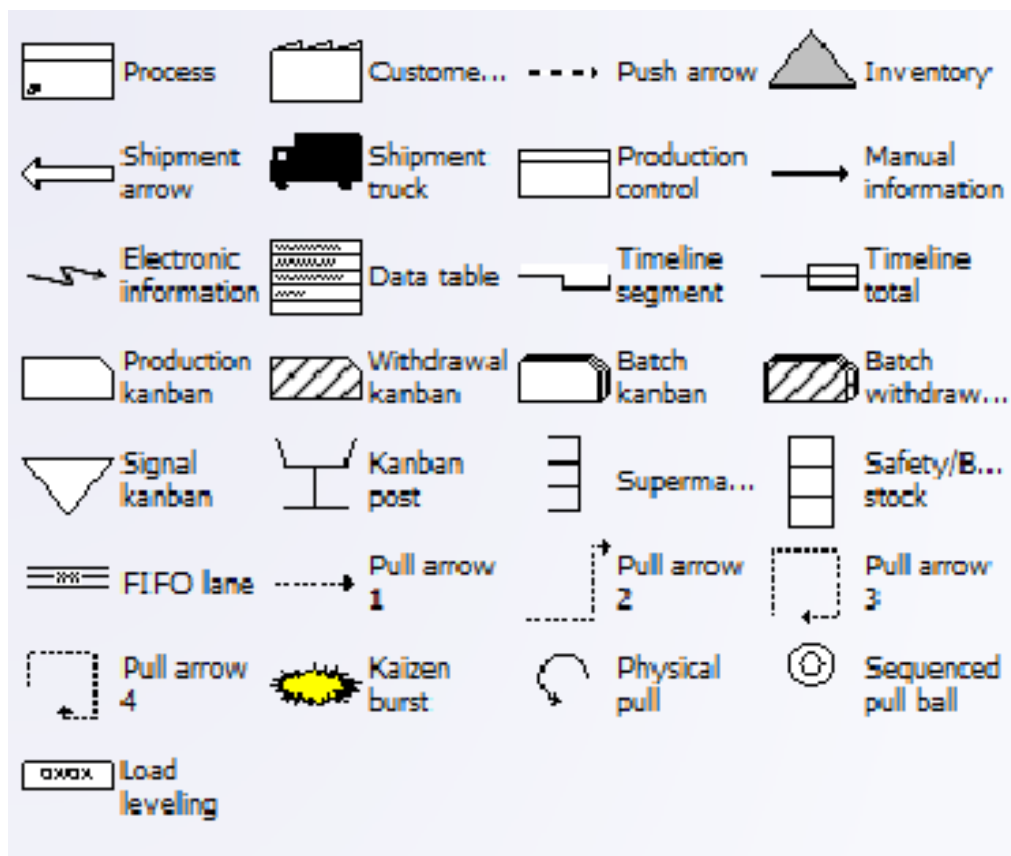 Process
Custome...
Push arrow
Inventory
Shipment
arrow
Shipment
truck
Production
control
Manual
information
Electronic
information
Data table
Timeline
segment
Timeline
total
Production
kanban
Withdrawal
kanban
Batch
kanban
Batch
withdraw...
Signal
kanban
Kanban
post
Superma...
Safety/B...
stock
FIFO lane
Pull arrow
1
Pull arrow
2
Pull arrow
3
Pull arrow
4
Kaizen
burst
Physical
pull
Sequenced
pull ball
OXOX
Load
leveling